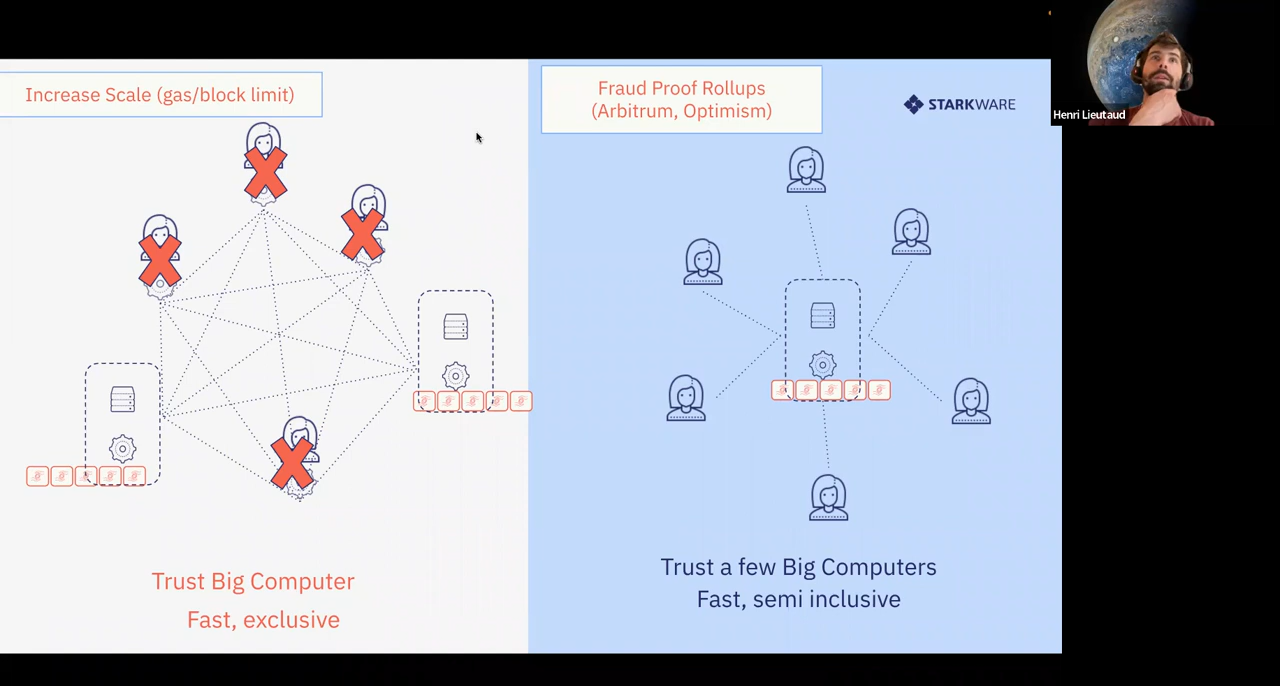 Increase Scale (gas/block limit)
Fraud Proof Rollups
(Arbitrum, Optimism)
STARKWARE
Henri Lieutaud
Trust Big Computer
Fast, exclusive
Trust a few Big Computers
Fast, semi inclusive